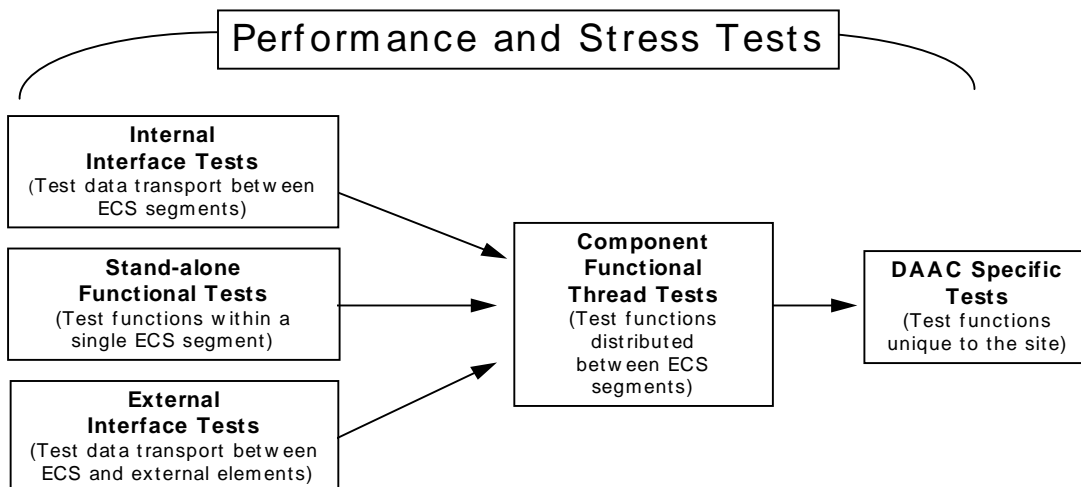 Performance and Stress Tests
Internal
Interface Tests
(Test data transport between
ECS segments)
Stand-alone
Functional Tests
(Test functions within a
single ECS segment)
External
Interface Tests
(Test data transport between
ECS and external elements)
Component
Functional
Thread Tests
(Test functions
distributed
between ECS
segments)
DAAC Specific
Tests
(Test functions
unique to the site)